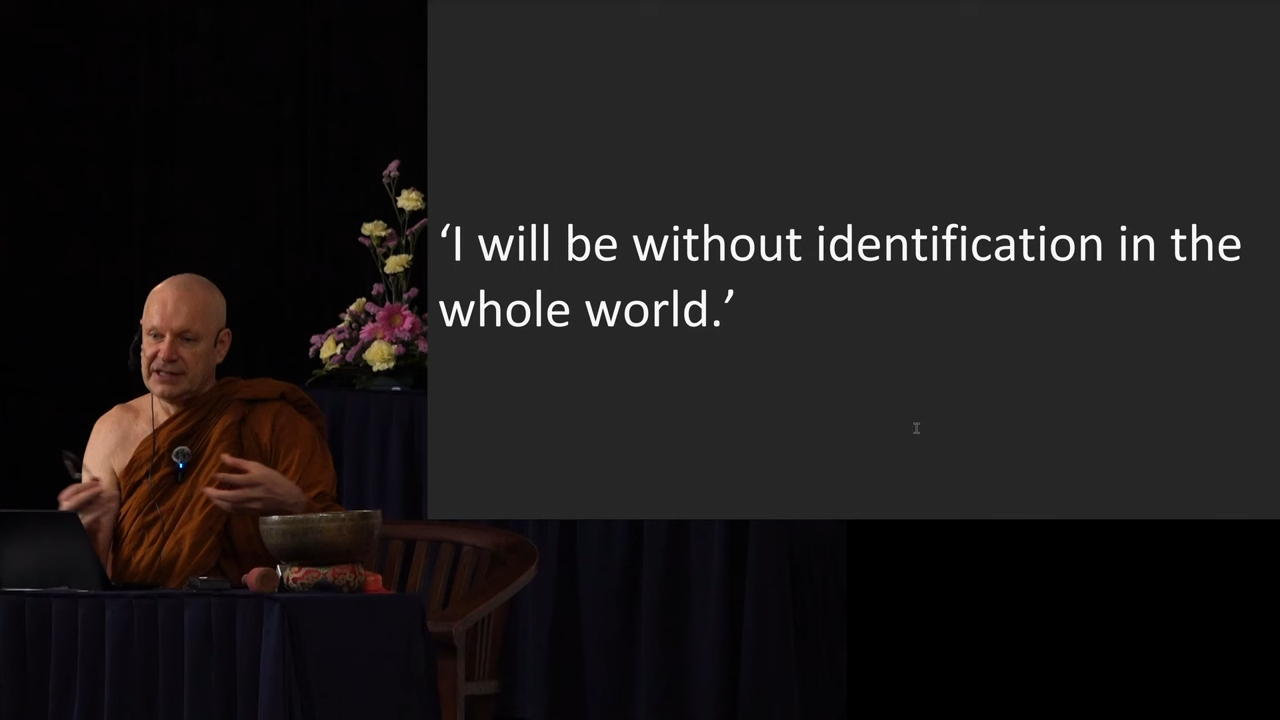 ‘I will be without identification in the
whole world.’